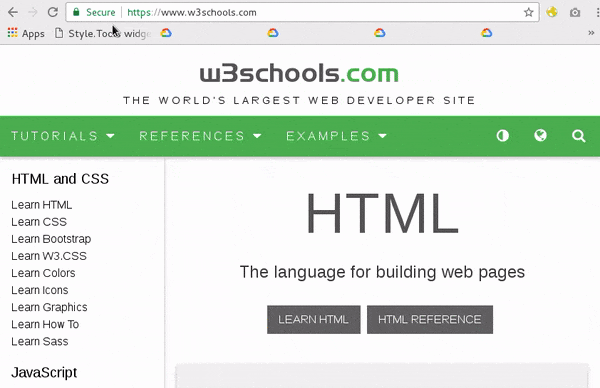 Secure https://www.w3schools.com
Apps Style.Tools widge
w3schools.com
THE WORLD'S LARGEST WEB DEVELOPER SITE
TUTORIALS REFERENCES EXAMPLES
HTML and CSS
Learn HTML
Learn CSS
Learn Bootstrap
Learn W3.CSS
Learn Colors
Learn Icons
Learn Graphics
Learn How To
Learn Sass
JavaScript
HTML
The language for building web pages
LEARN HTML HTML REFERENCE